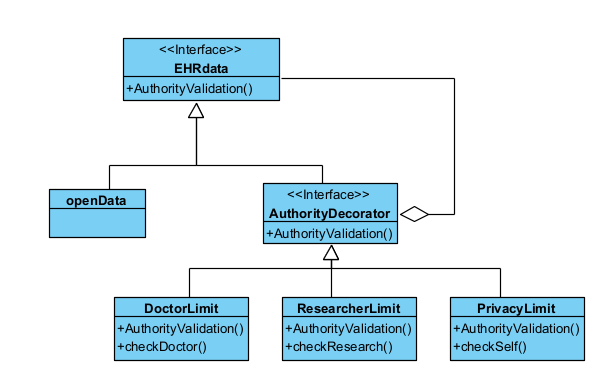 <<Interface>>
EHRdata
+AuthorityValidation()
openData
<<Interface>>
AuthorityDecorator
+AuthorityValidation()
DoctorLimit
+AuthorityValidation()
+checkDoctor()
ResearcherLimit
+AuthorityValidation()
+checkResearch()
PrivacyLimit
+AuthorityValidation()
+checkSelf()